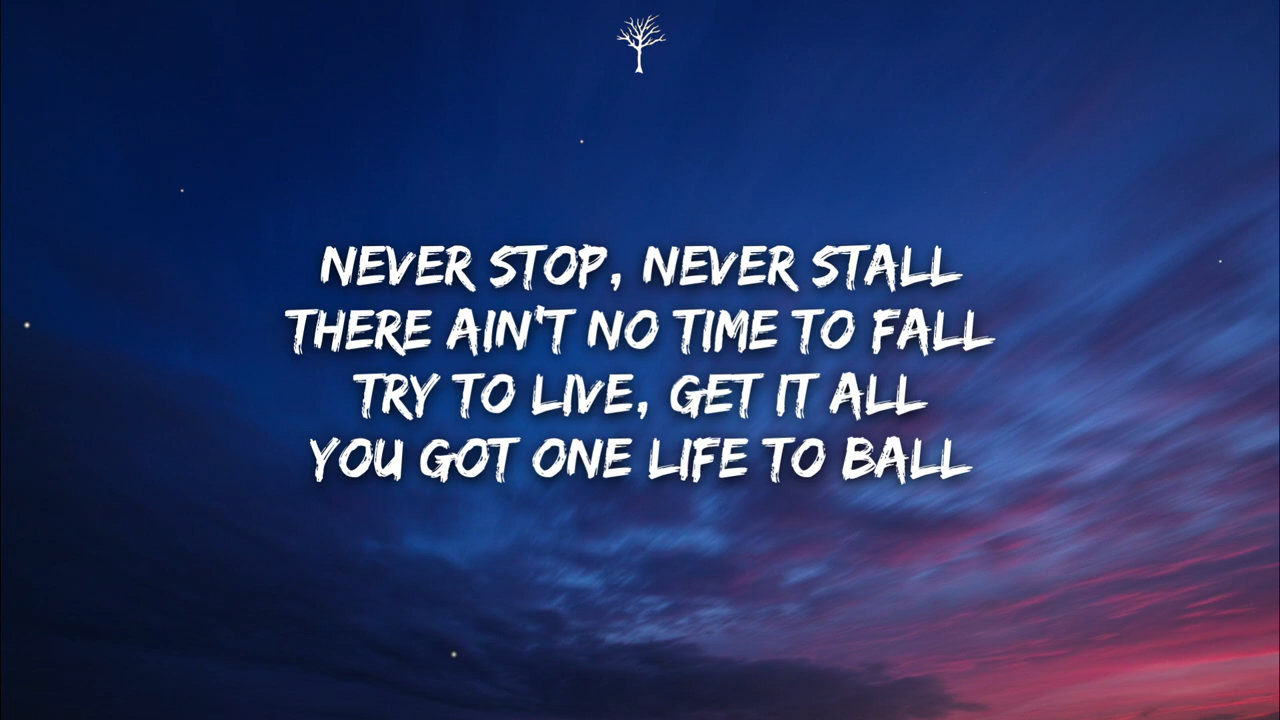 NEVER STOP, NEVER STALL
THERE AIN'T NO TIME TO FALL
TRY TO LIVE, GET IT ALL
YOU GOT ONE LIFE TO BALL